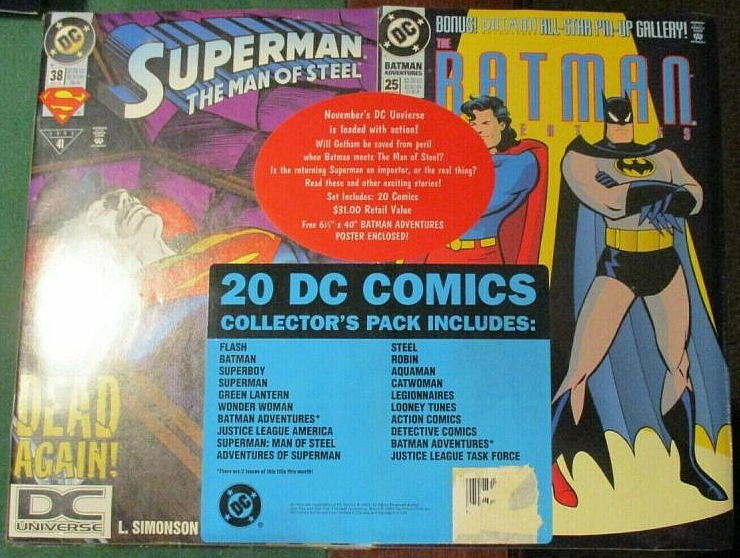 DC
38
SUPERMAN
THE MAN OF STEEL
1994
41
DC
BATMAN
ADVENTURES
25
BONUS! BATMAN ALL-STAR PIN-UP GALLERY!
THE
BATMAN
November's DC Unvierse
is loaded with action!
Will Gotham be saved from peril
when Batman meets The Man of Steel?
Is the returning Superman an impostor, or the real thing?
Read these and other exciting stories!
Set Includes: 20 Comics
$31.00 Retail Value
Free 6½" x 40" BATMAN ADVENTURES
POSTER ENCLOSED!
20 DC COMICS
COLLECTOR'S PACK INCLUDES:
FLASH
BATMAN
SUPERBOY
SUPERMAN
GREEN LANTERN
WONDER WOMAN
BATMAN ADVENTURES*
JUSTICE LEAGUE AMERICA
SUPERMAN: MAN OF STEEL
ADVENTURES OF SUPERMAN
STEEL
ROBIN
AQUAMAN
CATWOMAN
LEGIONNAIRES
LOONEY TUNES
ACTION COMICS
DETECTIVE COMICS
BATMAN ADVENTURES*
JUSTICE LEAGUE TASK FORCE
*There are 2 issues of this title this month!
DC
DEAD
AGAIN!
DC
UNIVERSE
L. SIMONSON